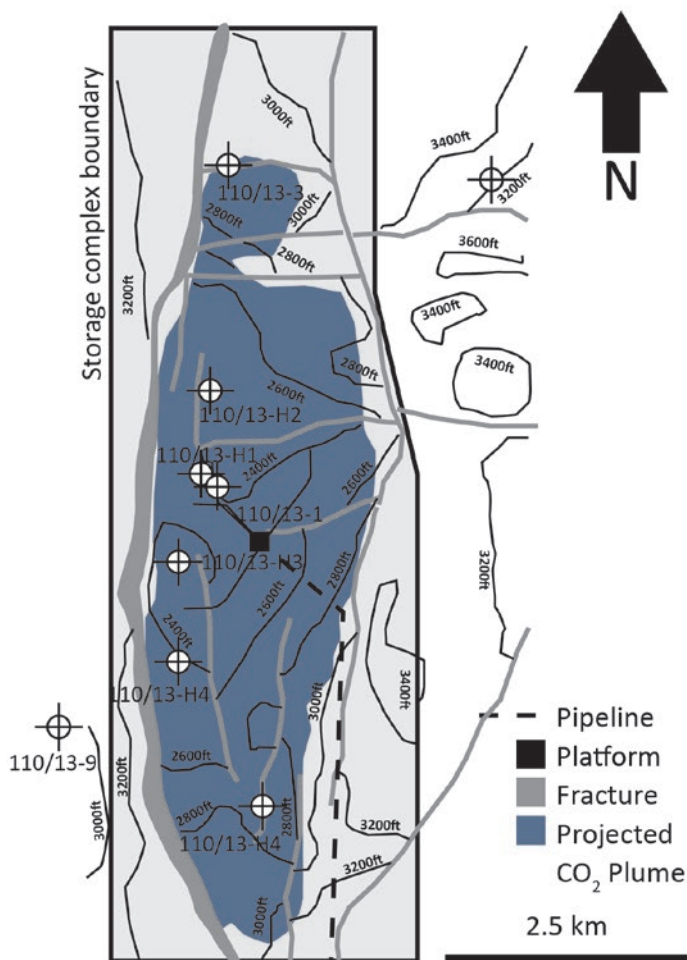 Storage complex boundary
3000ft
3400ft
N
3200ft
110/13-3
2800ft
3000ft
2800ft
3600ft
3200ft
3400ft
2800ft
3400ft
2600ft
110/13-H2
110/13-H1
2400ft
2600ft
110/13-1
3200ft
110/13-H3
2800ft
2600ft
2400ft
3400ft
110/13-H4
3000ft
Pipeline
110/13-9
2600ft
3200ft
Platform
3000ft
Fracture
2800ft
2800ft
110/13-H4
3200ft
Projected
CO2 Plume
3200ft
3000ft
2.5 km